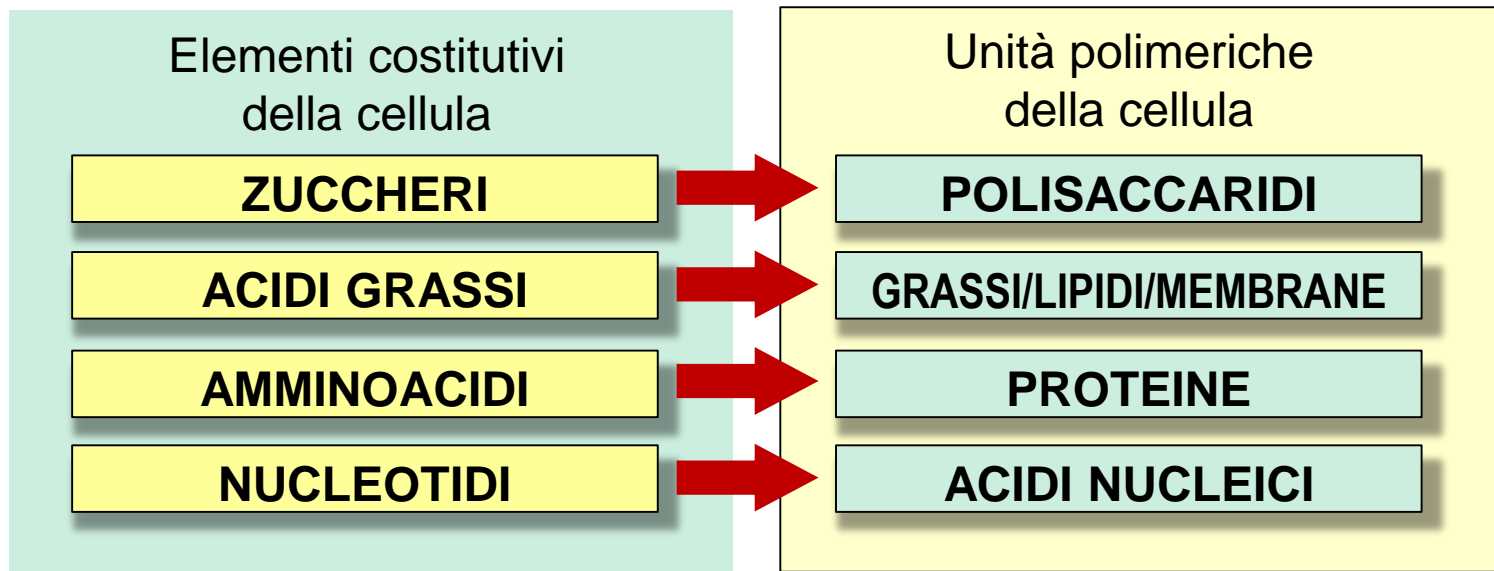 Elementi costitutivi
della cellula
ZUCCHERI
ACIDI GRASSI
AMMINOACIDI
NUCLEOTIDI
Unità polimeriche
della cellula
POLISACCARIDI
GRASSI/LIPIDI/MEMBRANE
PROTEINE
ACIDI NUCLEICI